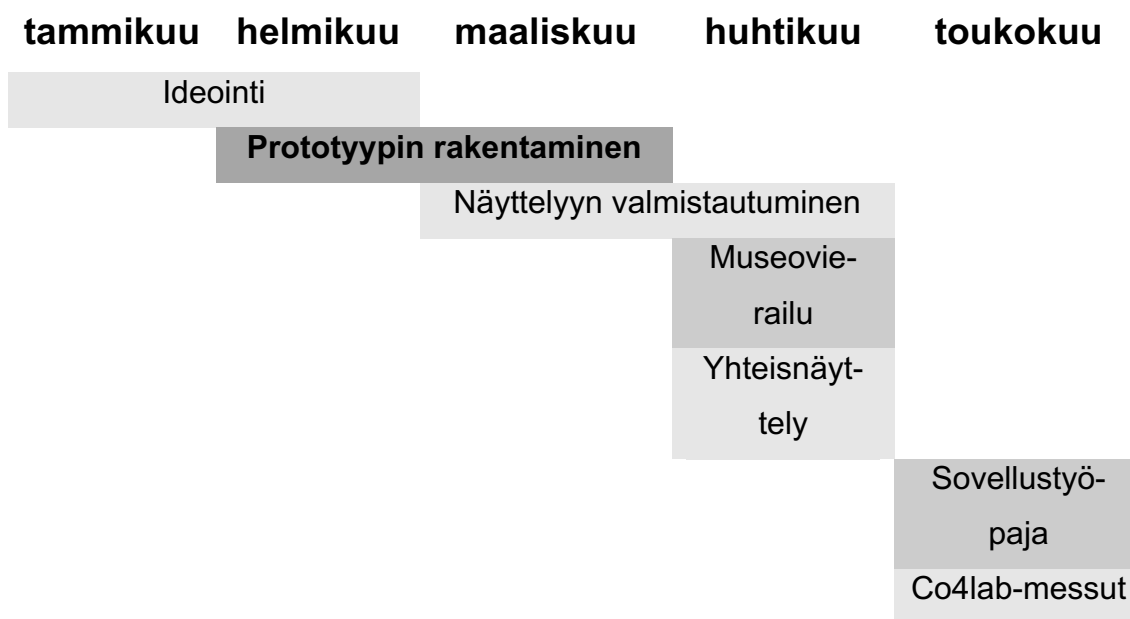 tammikuu helmikuu maaliskuu huhtikuu toukokuu
Ideointi
Prototyypin rakentaminen
Näyttelyyn valmistautuminen
Museovie-
railu
Yhteisnäyt-
tely
Sovellustyö-
paja
Co4lab-messut